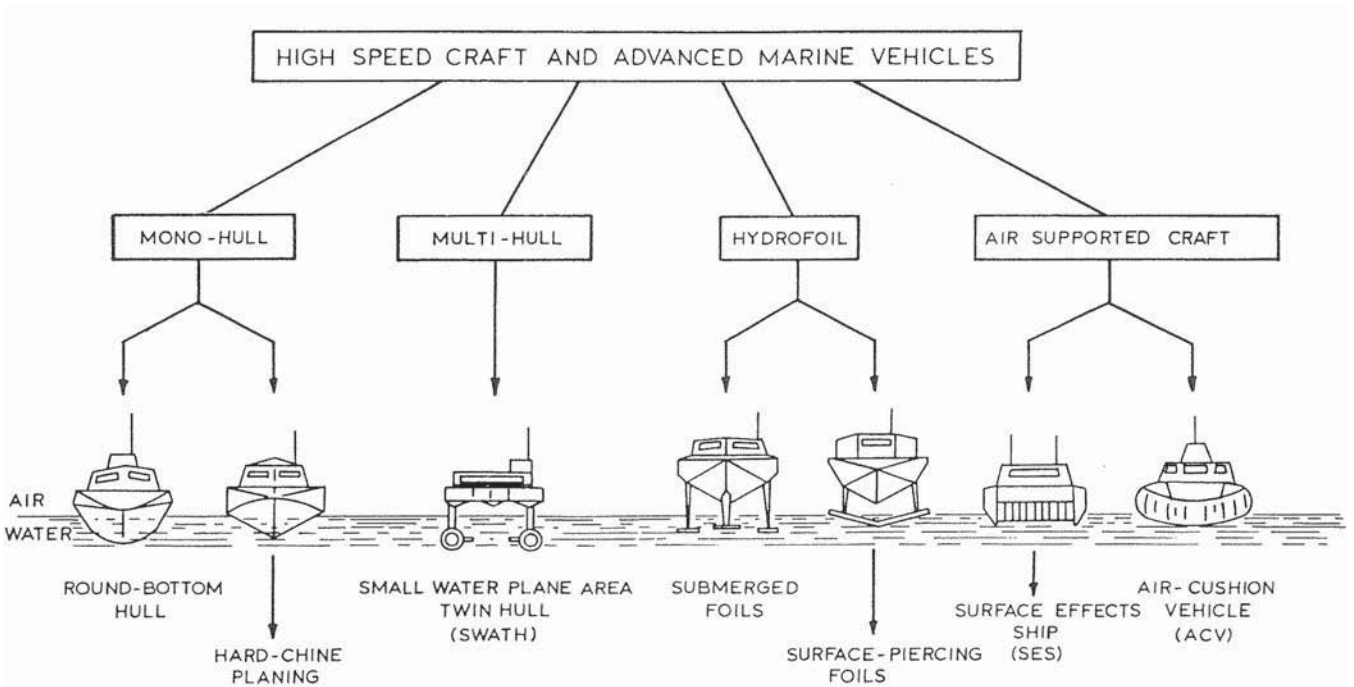 HIGH SPEED CRAFT AND ADVANCED MARINE VEHICLES
MONO-HULL
MULTI-HULL
HYDROFOIL
AIR SUPPORTED CRAFT
AIR
WATER
ROUND-BOTTOM
HULL
HARD-CHINE
PLANING
SMALL WATER PLANE AREA
TWIN HULL
(SWATH)
SUBMERGED
FOILS
SURFACE-PIERCING
FOILS
SURFACE EFFECTS
SHIP
(SES)
AIR-CUSHION
VEHICLE
(ACV)